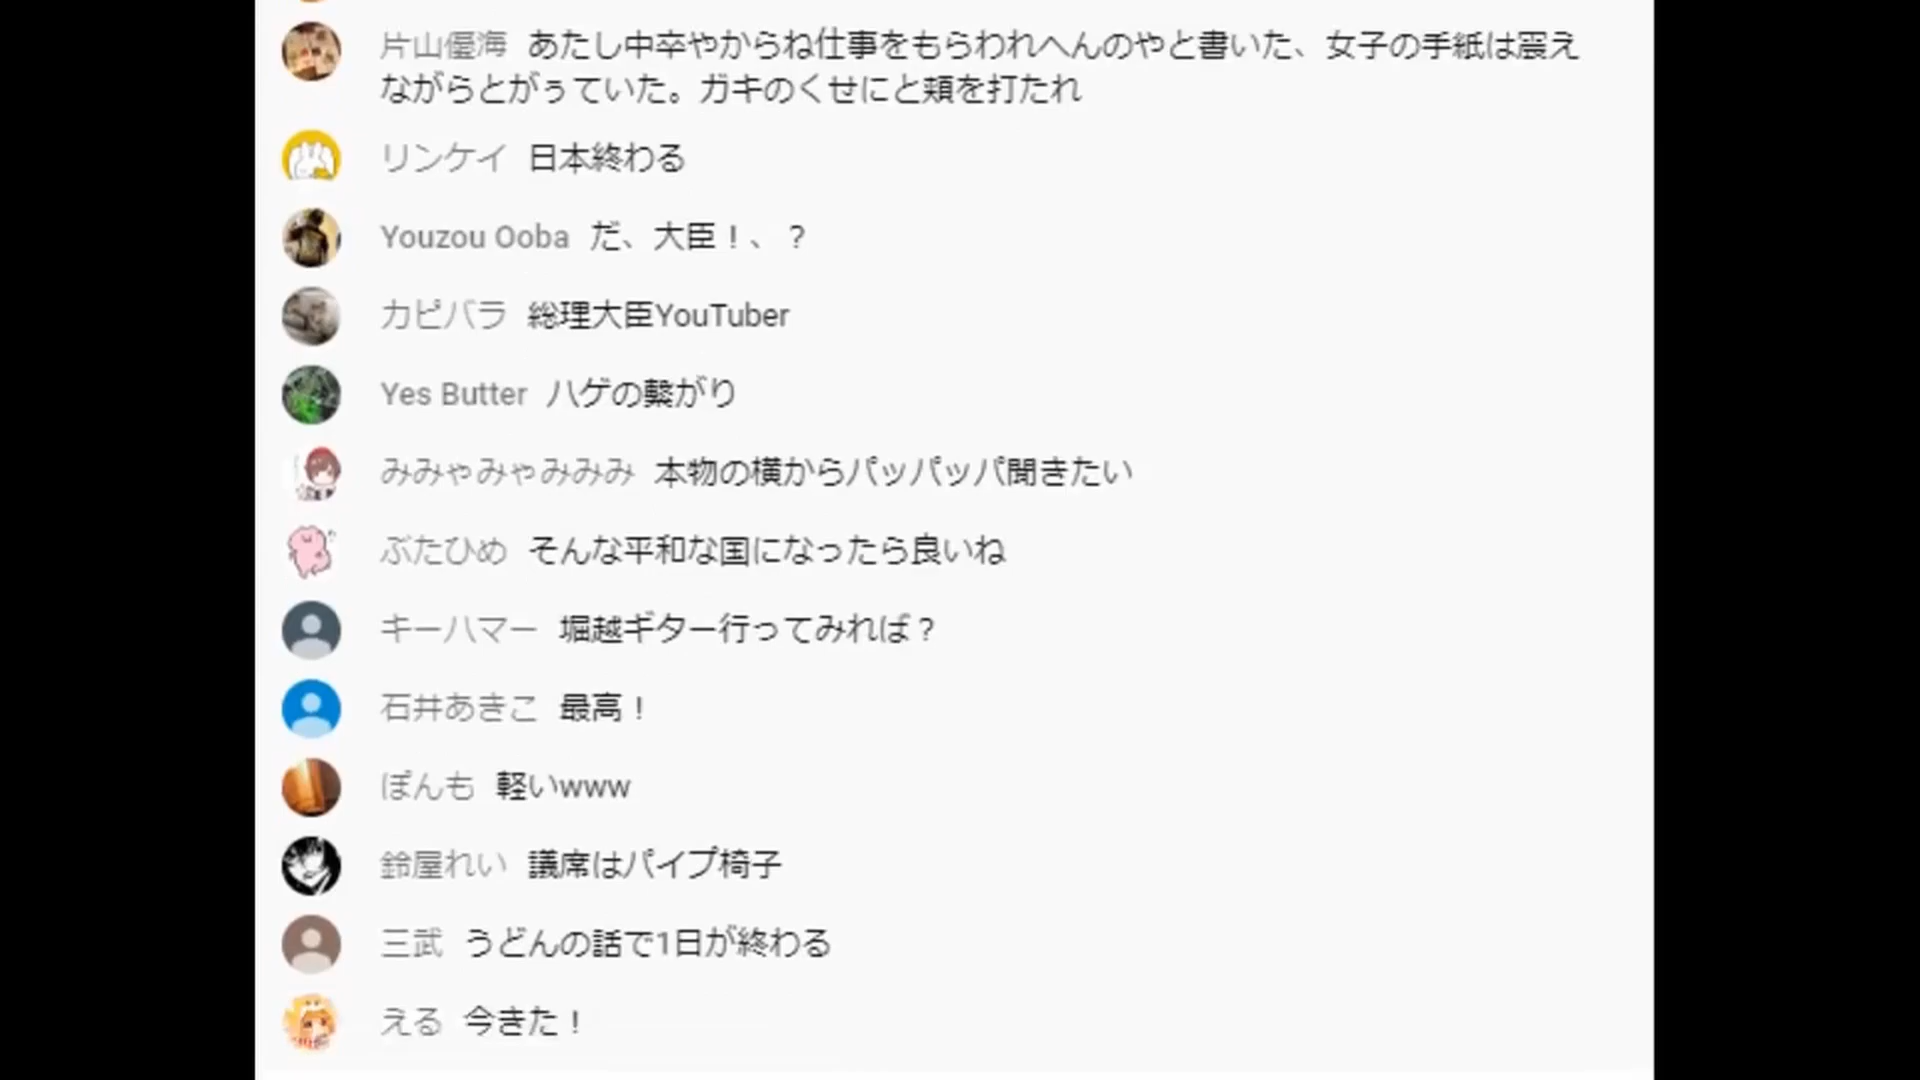 片山優海 あたし中卒やからね仕事をもらわれへんのやと書いた、女子の手紙は震え
ながらとがぅていた。ガキのくせにと頬を打たれ
リンケイ 日本終わる
Youzou Ooba だ、大臣！、？
カピバラ 総理大臣YouTuber
Yes Butter ハゲの繋がり
みみゃみゃみみみ 本物の横からパッパッパ聞きたい
ぶたひめ そんな平和な国になったら良いね
キーハマー 堀越ギター行ってみれば？
石井あきこ 最高！
ぽんも 軽いwww
鈴屋れい 議席はパイプ椅子
三武 うどんの話で1日が終わる
える 今きた！